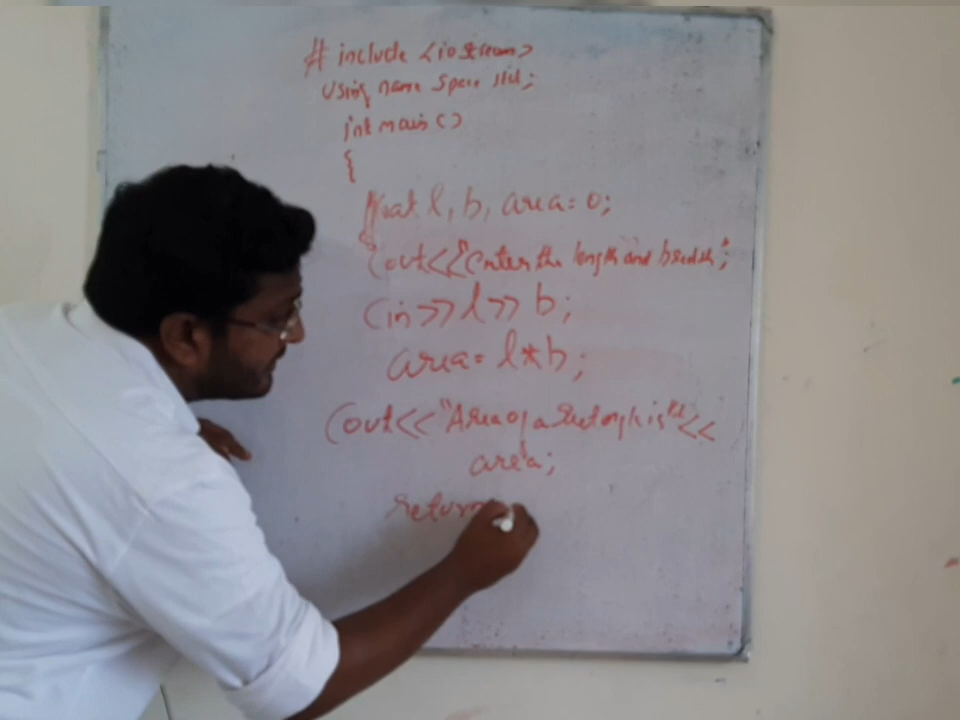 # include <iostream>
using name space std;
int main()
{
float l, b, area=0;
cout<<"Enter the length and breadth";
cin>>l>>b;
area= l*b;
cout<<"Area of a Rectangle is"<<
area;
return